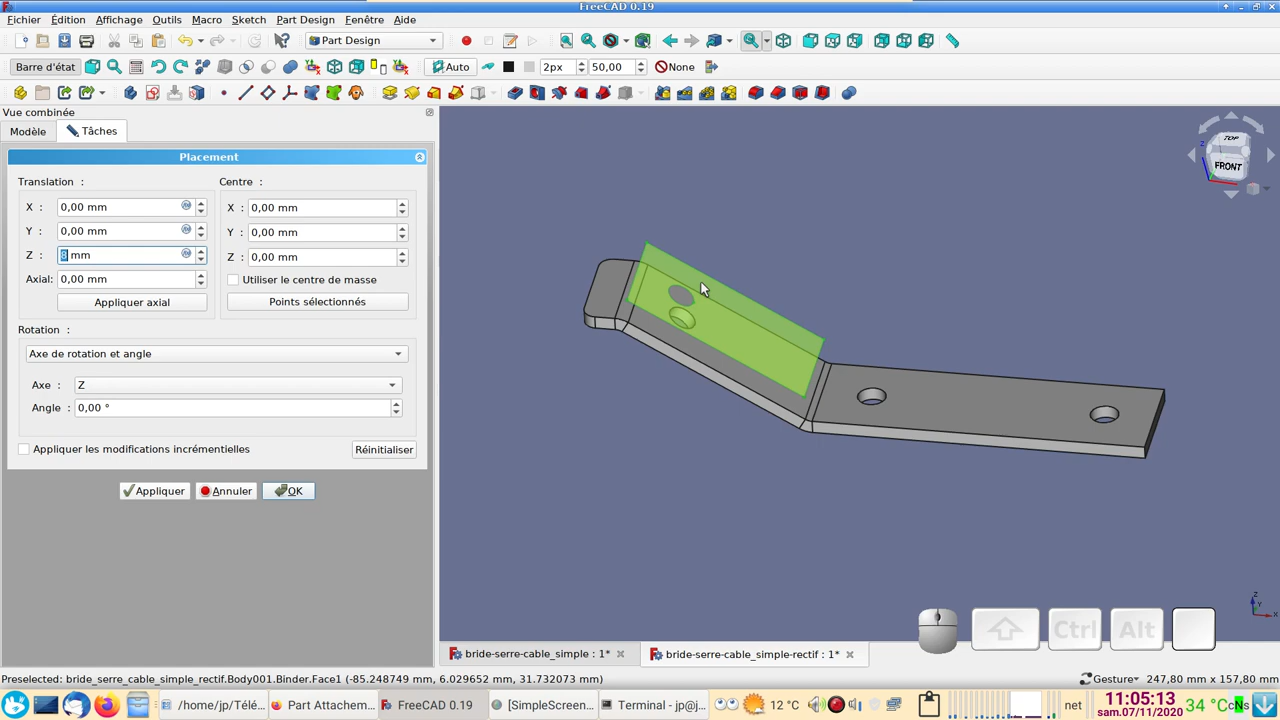 FreeCAD 0.19
Fichier Édition Affichage Outils Macro Sketch Part Design Fenêtre Aide
Part Design
Barre d'état Auto 2px 50,00 None
Vue combinée
Modèle Tâches
Placement
Translation : Centre :
X : 0,00 mm X : 0,00 mm
Y : 0,00 mm Y : 0,00 mm
Z : 8 mm Z : 0,00 mm
Axial: 0,00 mm Utiliser le centre de masse
Appliquer axial Points sélectionnés
Rotation :
Axe de rotation et angle
Axe : Z
Angle : 0,00 °
Appliquer les modifications incrémentielles Réinitialiser
Appliquer Annuler OK
TOP
FRONT
Z
Z
Y
X
Ctrl Alt
bride-serre-cable_simple : 1* bride-serre-cable_simple-rectif : 1*
Preselected: bride_serre_cable_simple_rectif.Body001.Binder.Face1 (-85.248749 mm, 6.029652 mm, 31.732073 mm) Gesture 247,80 mm x 157,80 mm
/home/jp/Télé... Part Attachem... FreeCAD 0.19 [SimpleScreen... Terminal - jp@j... 12 °C net 11:05:13 34 °C
sam.07/11/2020